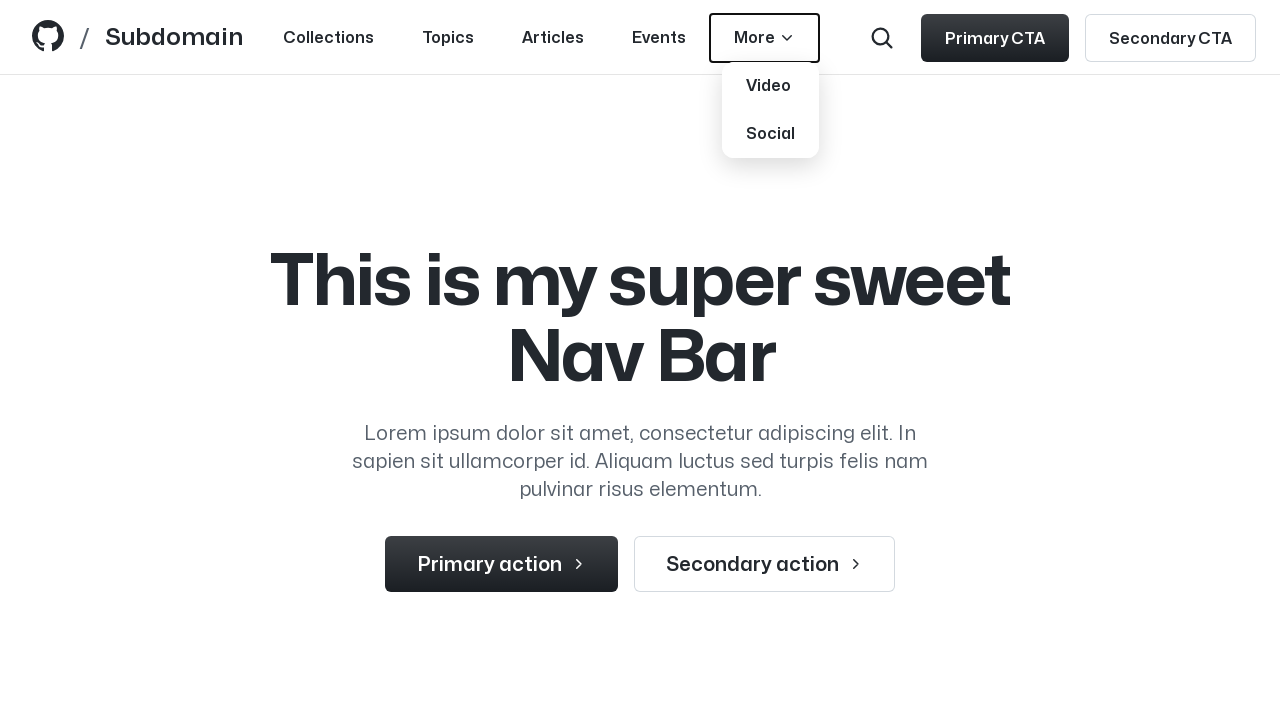 / Subdomain Collections Topics Articles Events More Primary CTA Secondary CTA
Video
Social
This is my super sweet
Nav Bar
Lorem ipsum dolor sit amet, consectetur adipiscing elit. In
sapien sit ullamcorper id. Aliquam luctus sed turpis felis nam
pulvinar risus elementum.
Primary action Secondary action